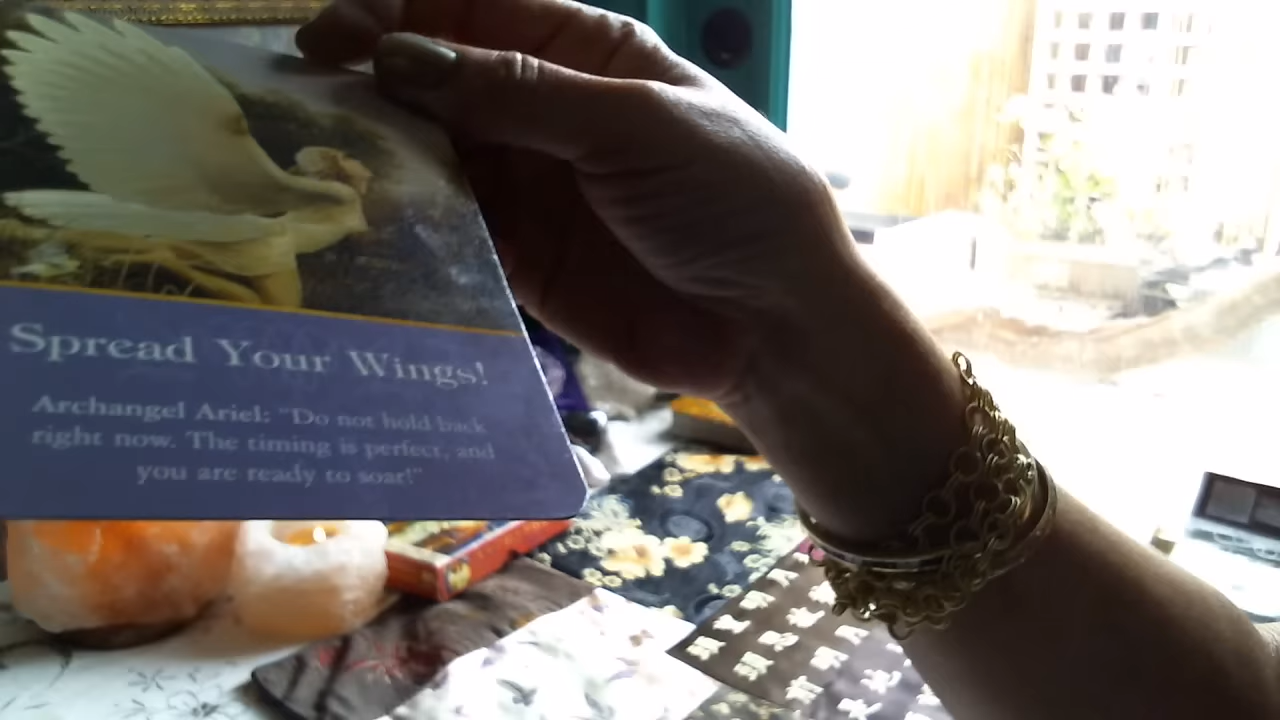 Spread Your Wings!
Archangel Ariel: "Do not hold back
right now. The timing is perfect, and
you are ready to soar!"